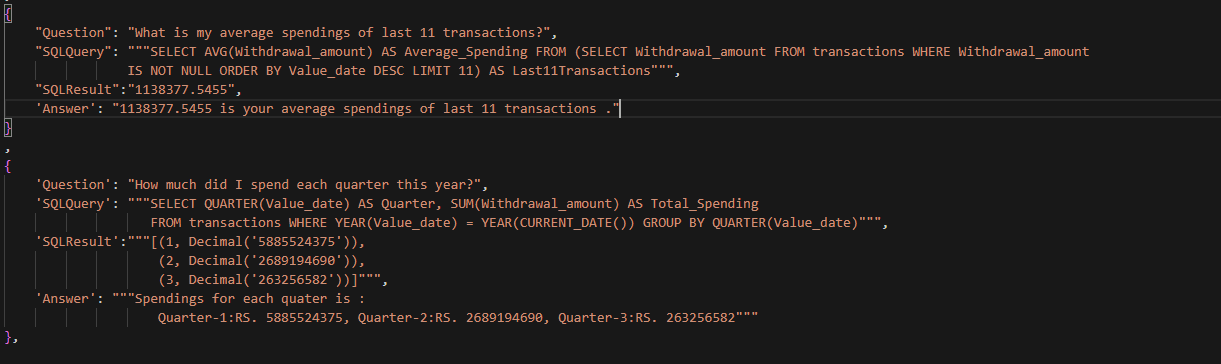 {
"Question": "What is my average spendings of last 11 transactions?",
"SQLQuery": """SELECT AVG(Withdrawal_amount) AS Average_Spending FROM (SELECT Withdrawal_amount FROM transactions WHERE Withdrawal_amount
IS NOT NULL ORDER BY Value_date DESC LIMIT 11) AS Last11Transactions""",
"SQLResult":"1138377.5455",
'Answer': "1138377.5455 is your average spendings of last 11 transactions ."
}
,
{
'Question': "How much did I spend each quarter this year?",
'SQLQuery': """SELECT QUARTER(Value_date) AS Quarter, SUM(Withdrawal_amount) AS Total_Spending
FROM transactions WHERE YEAR(Value_date) = YEAR(CURRENT_DATE()) GROUP BY QUARTER(Value_date)""",
'SQLResult':"""[(1, Decimal('5885524375')),
(2, Decimal('2689194690')),
(3, Decimal('263256582'))]""",
'Answer': """Spendings for each quater is :
Quarter-1:RS. 5885524375, Quarter-2:RS. 2689194690, Quarter-3:RS. 263256582"""
},